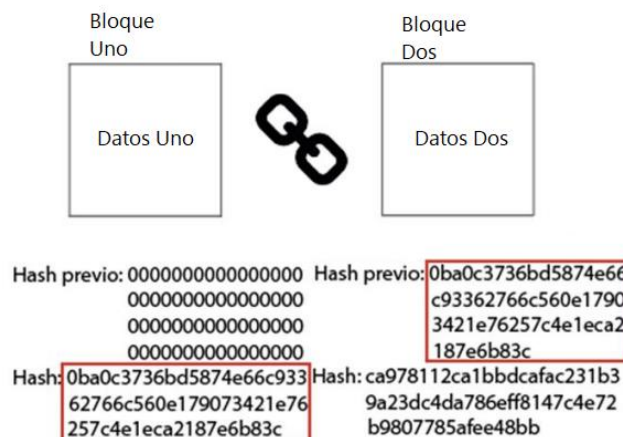 Bloque
Uno
Bloque
Dos
Datos Uno
Datos Dos
Hash previo: 0000000000000000
0000000000000000
0000000000000000
0000000000000000
Hash: 0ba0c3736bd5874e66c933
62766c560e179073421e76
257c4e1eca2187e6b83c
Hash previo: 0ba0c3736bd5874e66
c93362766c560e1790
3421e76257c4e1eca2
187e6b83c
Hash: ca978112ca1bbdcafac231b3
9a23dc4da786eff8147c4e72
b9807785afee48bb